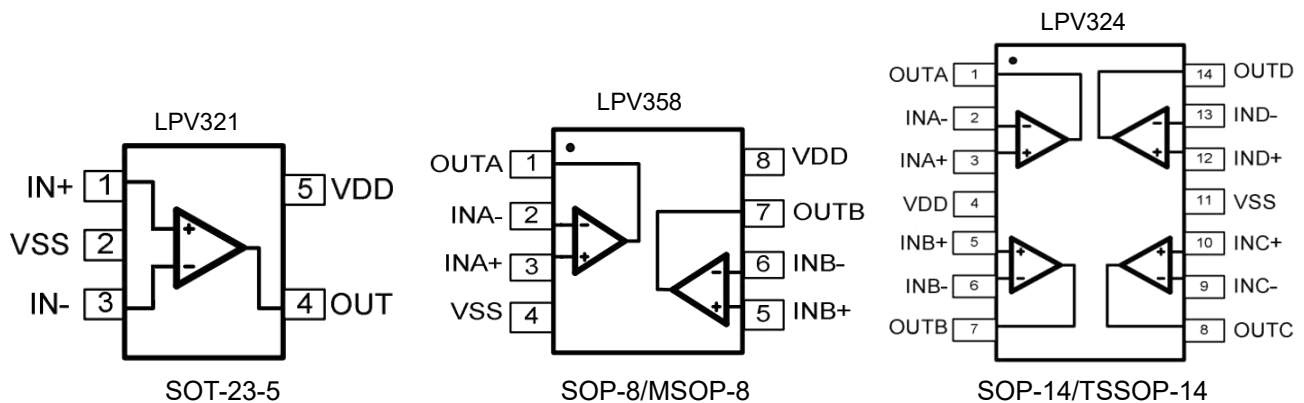 LPV321
IN+ 1
VSS 2
IN- 3
5 VDD
4 OUT
+
-
SOT-23-5
LPV358
OUTA 1
INA- 2
INA+ 3
VSS 4
8 VDD
7 OUTB
6 INB-
5 INB+
-
+
-
+
SOP-8/MSOP-8
LPV324
OUTA 1
INA- 2
INA+ 3
VDD 4
INB+ 5
INB- 6
OUTB 7
14 OUTD
13 IND-
12 IND+
11 VSS
10 INC+
9 INC-
8 OUTC
-
+
-
+
+
-
+
-
SOP-14/TSSOP-14